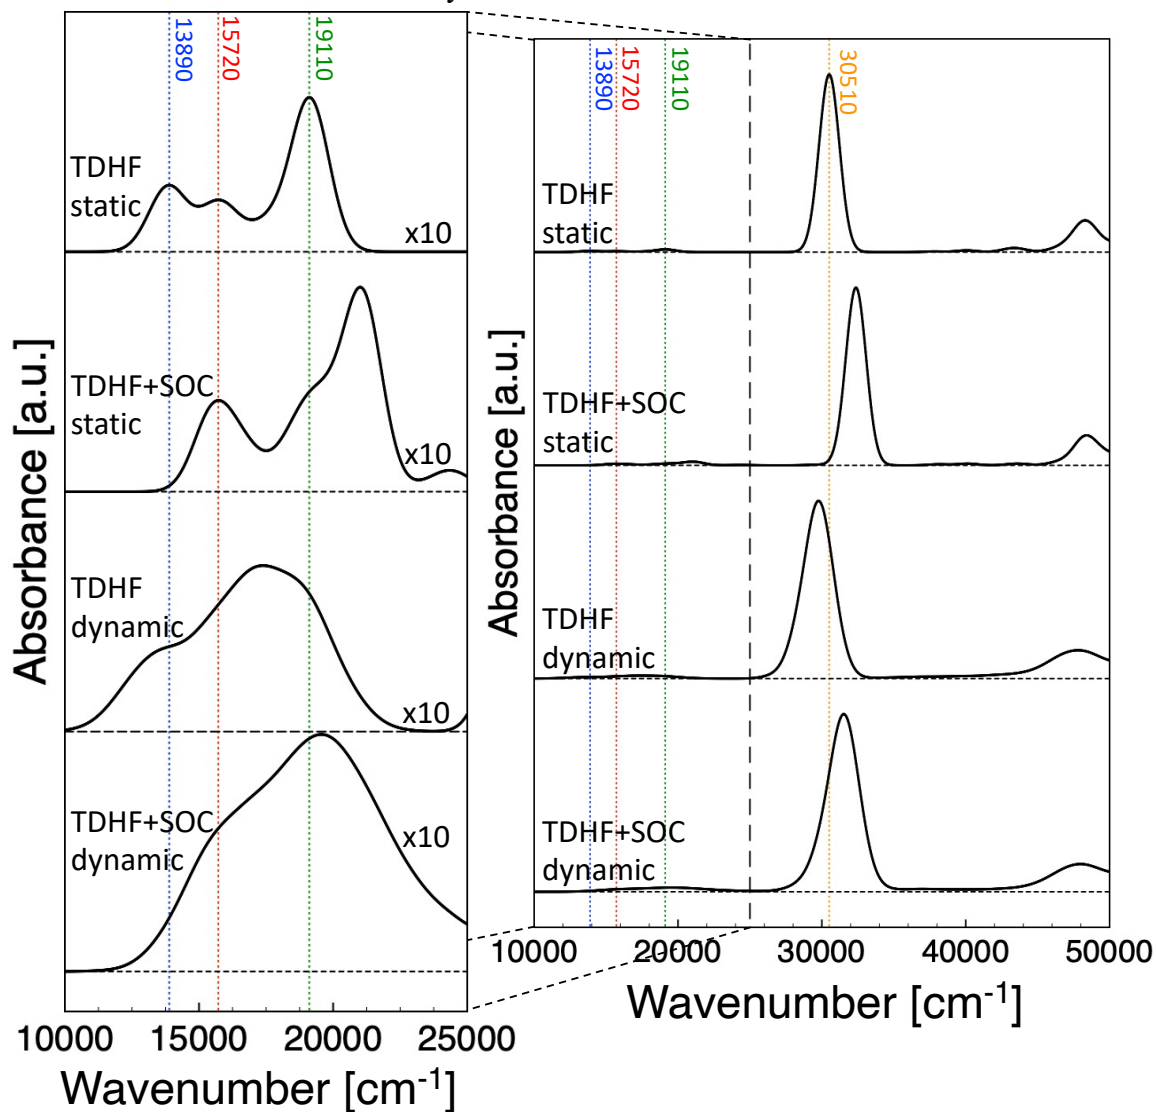 y
13890
15720
19110
TDHF
static
x10
TDHF+SOC
static
x10
TDHF
dynamic
x10
TDHF+SOC
dynamic
x10
Absorbance [a.u.]
10000 15000 20000 25000
Wavenumber [cm-1]
13890
15720
19110
30510
TDHF
static
TDHF+SOC
static
TDHF
dynamic
TDHF+SOC
dynamic
Absorbance [a.u.]
10000 20000 30000 40000 50000
Wavenumber [cm-1]